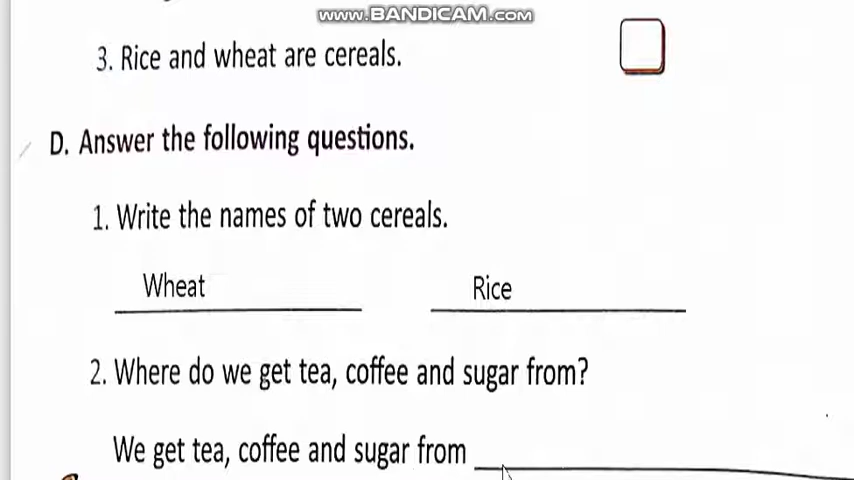 www.BANDICAM.com
3. Rice and wheat are cereals.
D. Answer the following questions.
1. Write the names of two cereals.
Wheat Rice
2. Where do we get tea, coffee and sugar from?
We get tea, coffee and sugar from